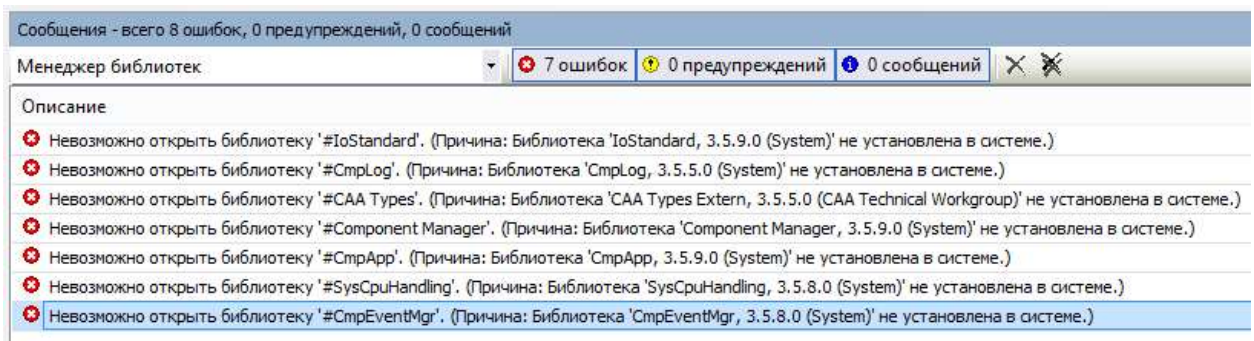 Сообщения - всего 8 ошибок, 0 предупреждений, 0 сообщений
Менеджер библиотек 7 ошибок 0 предупреждений 0 сообщений
Описание
Невозможно открыть библиотеку '#IoStandard'. (Причина: Библиотека 'IoStandard, 3.5.9.0 (System)' не установлена в системе.)
Невозможно открыть библиотеку '#CmpLog'. (Причина: Библиотека 'CmpLog, 3.5.5.0 (System)' не установлена в системе.)
Невозможно открыть библиотеку '#CAA Types'. (Причина: Библиотека 'CAA Types Extern, 3.5.5.0 (CAA Technical Workgroup)' не установлена в системе.)
Невозможно открыть библиотеку '#Component Manager'. (Причина: Библиотека 'Component Manager, 3.5.9.0 (System)' не установлена в системе.)
Невозможно открыть библиотеку '#CmpApp'. (Причина: Библиотека 'CmpApp, 3.5.9.0 (System)' не установлена в системе.)
Невозможно открыть библиотеку '#SysCpuHandling'. (Причина: Библиотека 'SysCpuHandling, 3.5.8.0 (System)' не установлена в системе.)
Невозможно открыть библиотеку '#CmpEventMgr'. (Причина: Библиотека 'CmpEventMgr, 3.5.8.0 (System)' не установлена в системе.)